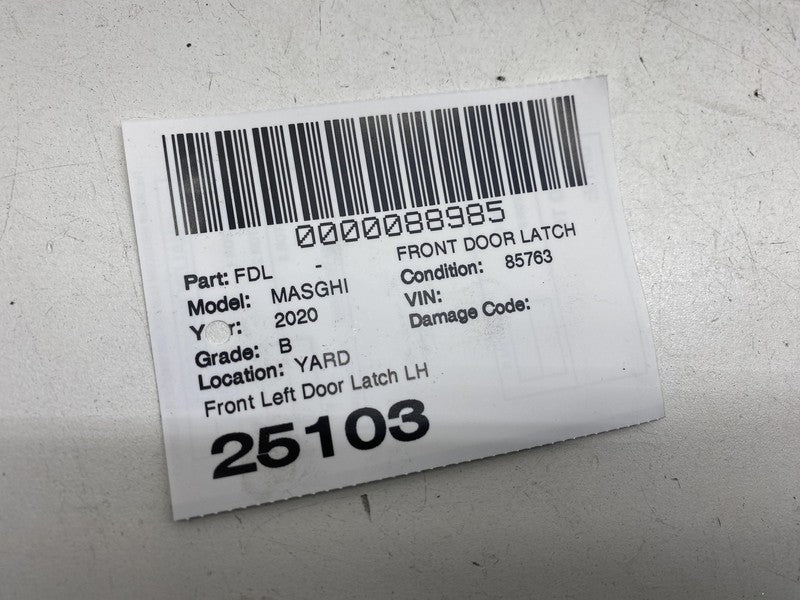 0000088985
Part: FDL - FRONT DOOR LATCH
Model: MASGHI Condition: 85763
Y r: 2020 VIN:
Grade: B Damage Code:
Location: YARD
Front Left Door Latch LH
25103